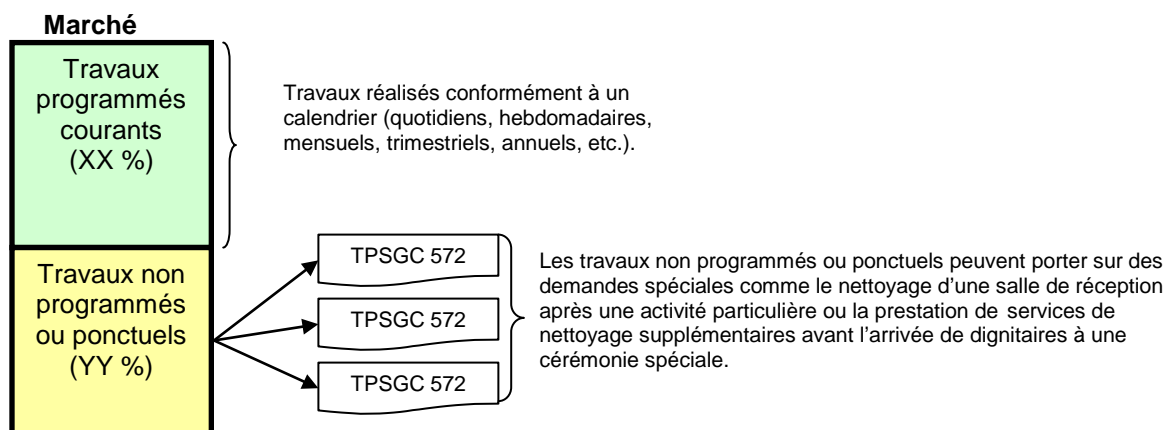 Marché
Travaux
programmés
courants
(XX %)
Travaux réalisés conformément à un
calendrier (quotidiens, hebdomadaires,
mensuels, trimestriels, annuels, etc.).
Travaux non
programmés
ou ponctuels
(YY %)
TPSGC 572
TPSGC 572
TPSGC 572
Les travaux non programmés ou ponctuels peuvent porter sur des
demandes spéciales comme le nettoyage d’une salle de réception
après une activité particulière ou la prestation de services de
nettoyage supplémentaires avant l’arrivée de dignitaires à une
cérémonie spéciale.